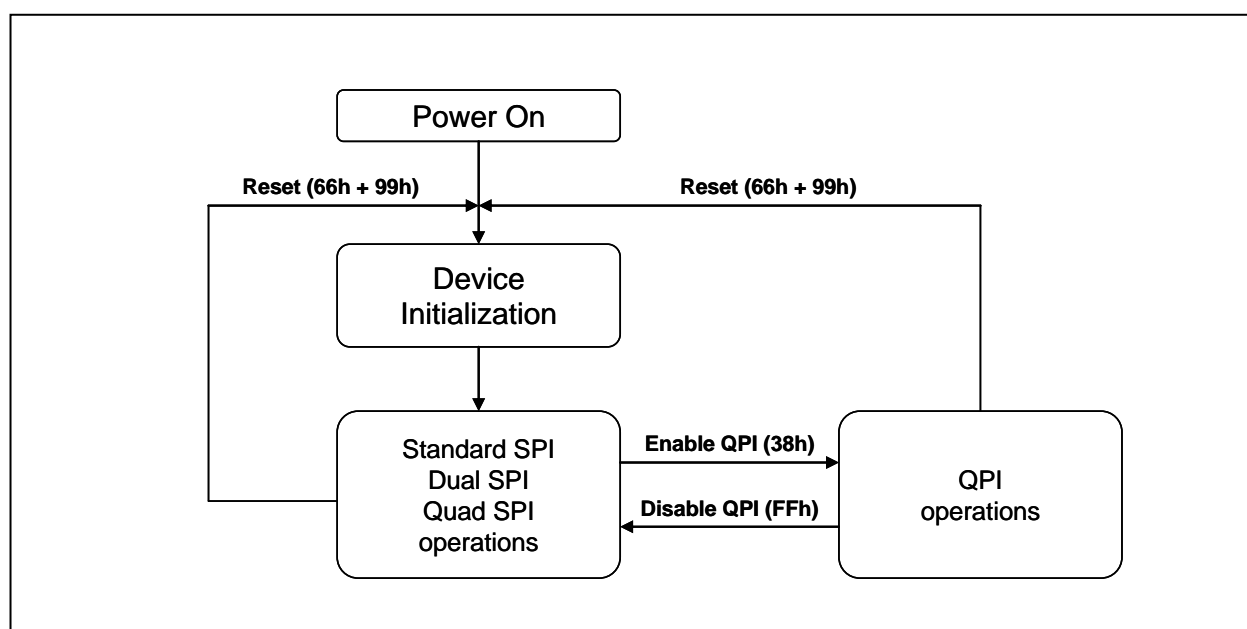 Power On
Reset (66h + 99h)
Reset (66h + 99h)
Device
Initialization
Standard SPI
Dual SPI
Quad SPI
operations
Enable QPI (38h)
Disable QPI (FFh)
QPI
operations